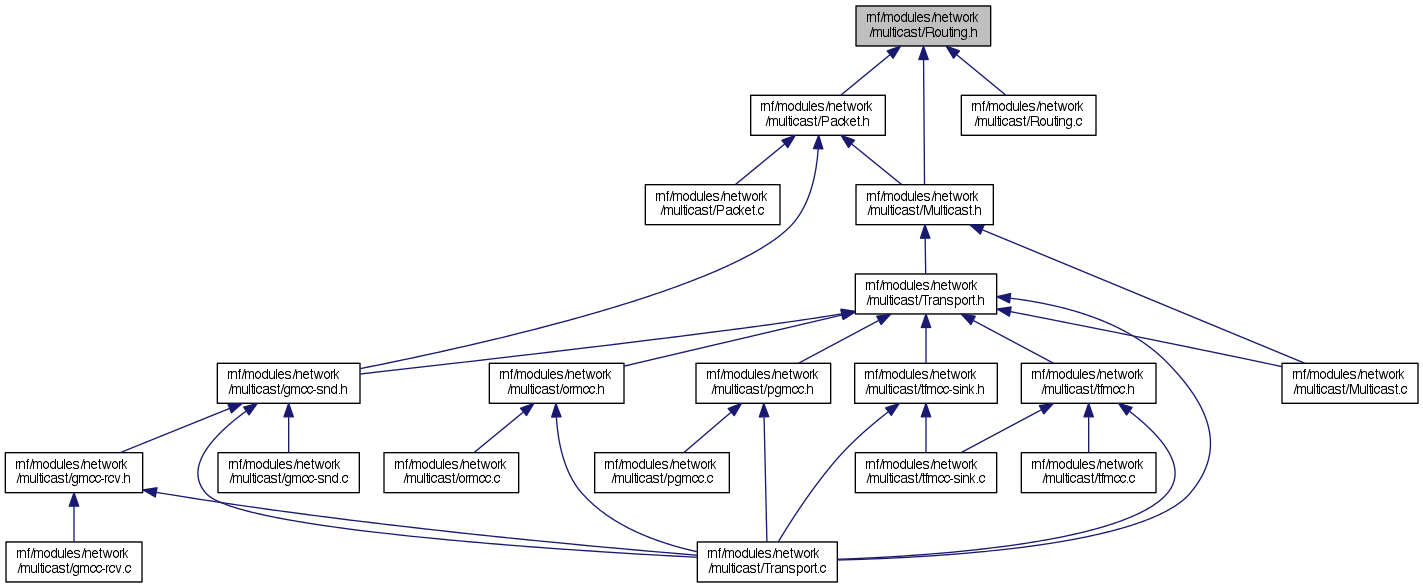 rnf/modules/network
/multicast/Routing.h
rnf/modules/network
/multicast/Packet.h
rnf/modules/network
/multicast/Routing.c
rnf/modules/network
/multicast/Packet.c
rnf/modules/network
/multicast/Multicast.h
rnf/modules/network
/multicast/Transport.h
rnf/modules/network
/multicast/gmcc-snd.h
rnf/modules/network
/multicast/ormcc.h
rnf/modules/network
/multicast/pgmcc.h
rnf/modules/network
/multicast/tfmcc-sink.h
rnf/modules/network
/multicast/tfmcc.h
rnf/modules/network
/multicast/Multicast.c
rnf/modules/network
/multicast/gmcc-rcv.h
rnf/modules/network
/multicast/gmcc-snd.c
rnf/modules/network
/multicast/ormcc.c
rnf/modules/network
/multicast/pgmcc.c
rnf/modules/network
/multicast/tfmcc-sink.c
rnf/modules/network
/multicast/tfmcc.c
rnf/modules/network
/multicast/gmcc-rcv.c
rnf/modules/network
/multicast/Transport.c